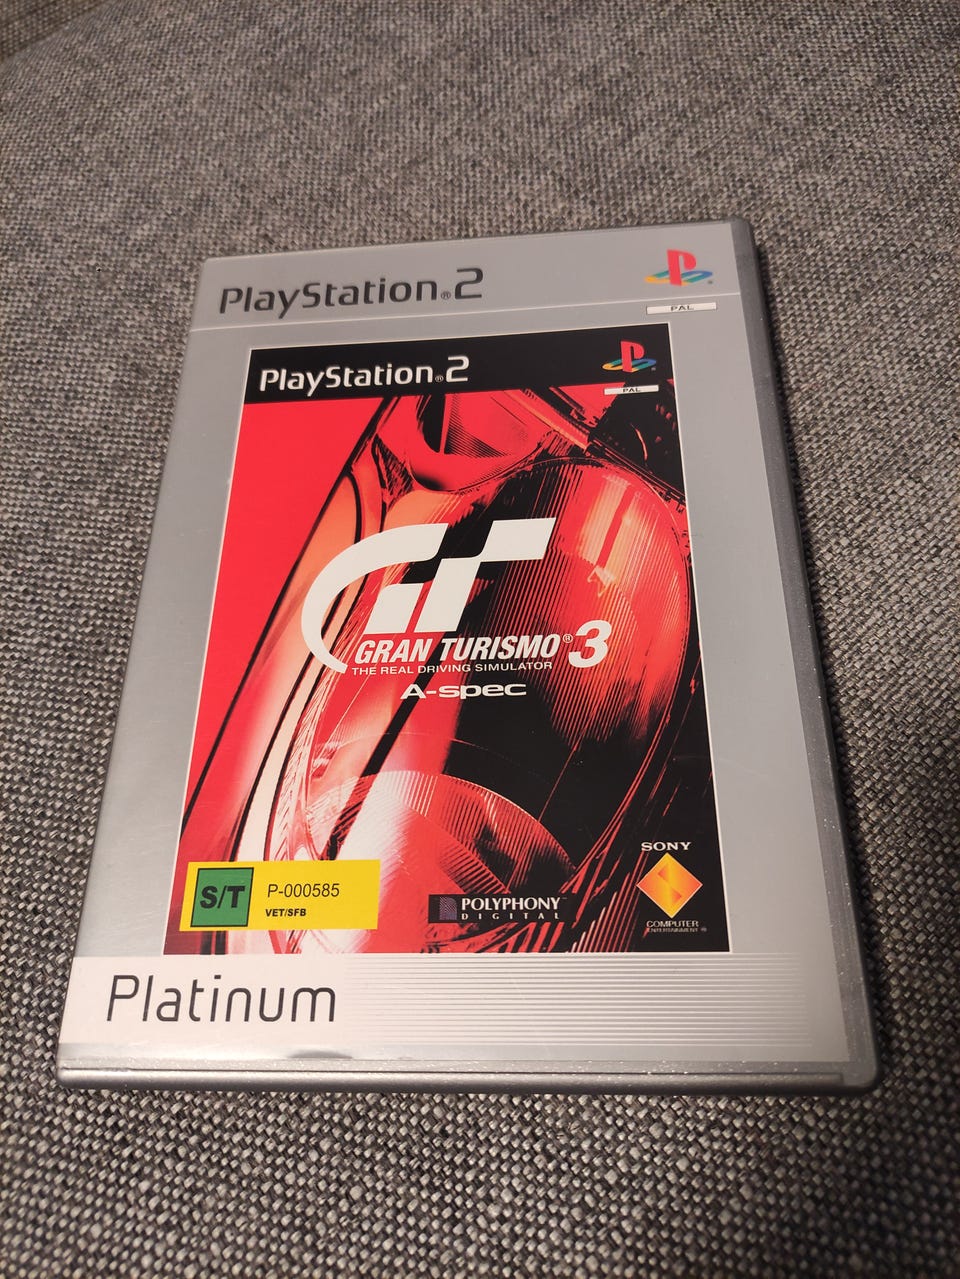 PlayStation®2
PAL
PlayStation®2
PAL
GT
GRAN TURISMO® 3
THE REAL DRIVING SIMULATOR
A-spec
S/T
P-000585
VET/SFB
POLYPHONY™
DIGITAL
SONY
COMPUTER
ENTERTAINMENT®
Platinum